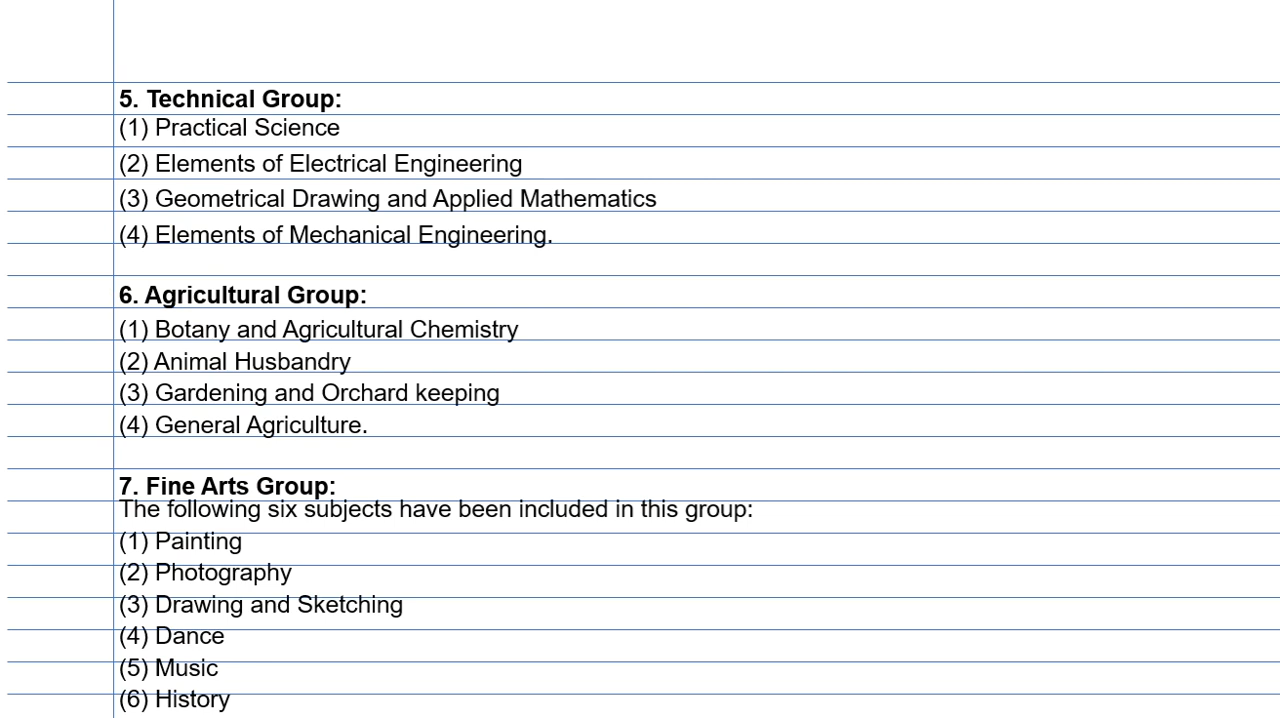 5. Technical Group:
(1) Practical Science
(2) Elements of Electrical Engineering
(3) Geometrical Drawing and Applied Mathematics
(4) Elements of Mechanical Engineering.
6. Agricultural Group:
(1) Botany and Agricultural Chemistry
(2) Animal Husbandry
(3) Gardening and Orchard keeping
(4) General Agriculture.
7. Fine Arts Group:
The following six subjects have been included in this group:
(1) Painting
(2) Photography
(3) Drawing and Sketching
(4) Dance
(5) Music
(6) History